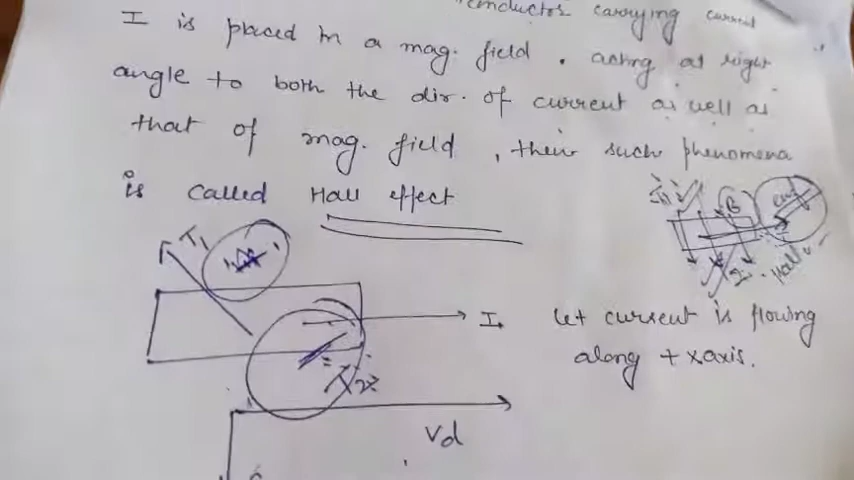 conductor carrying current
I is placed in a mag. field. acting at right
angle to both the dir. of current as well as
that of mag. field, then such phenomena
is called Hall effect
B
T1
I.
Let current is flowing
along + x axis.
Vd